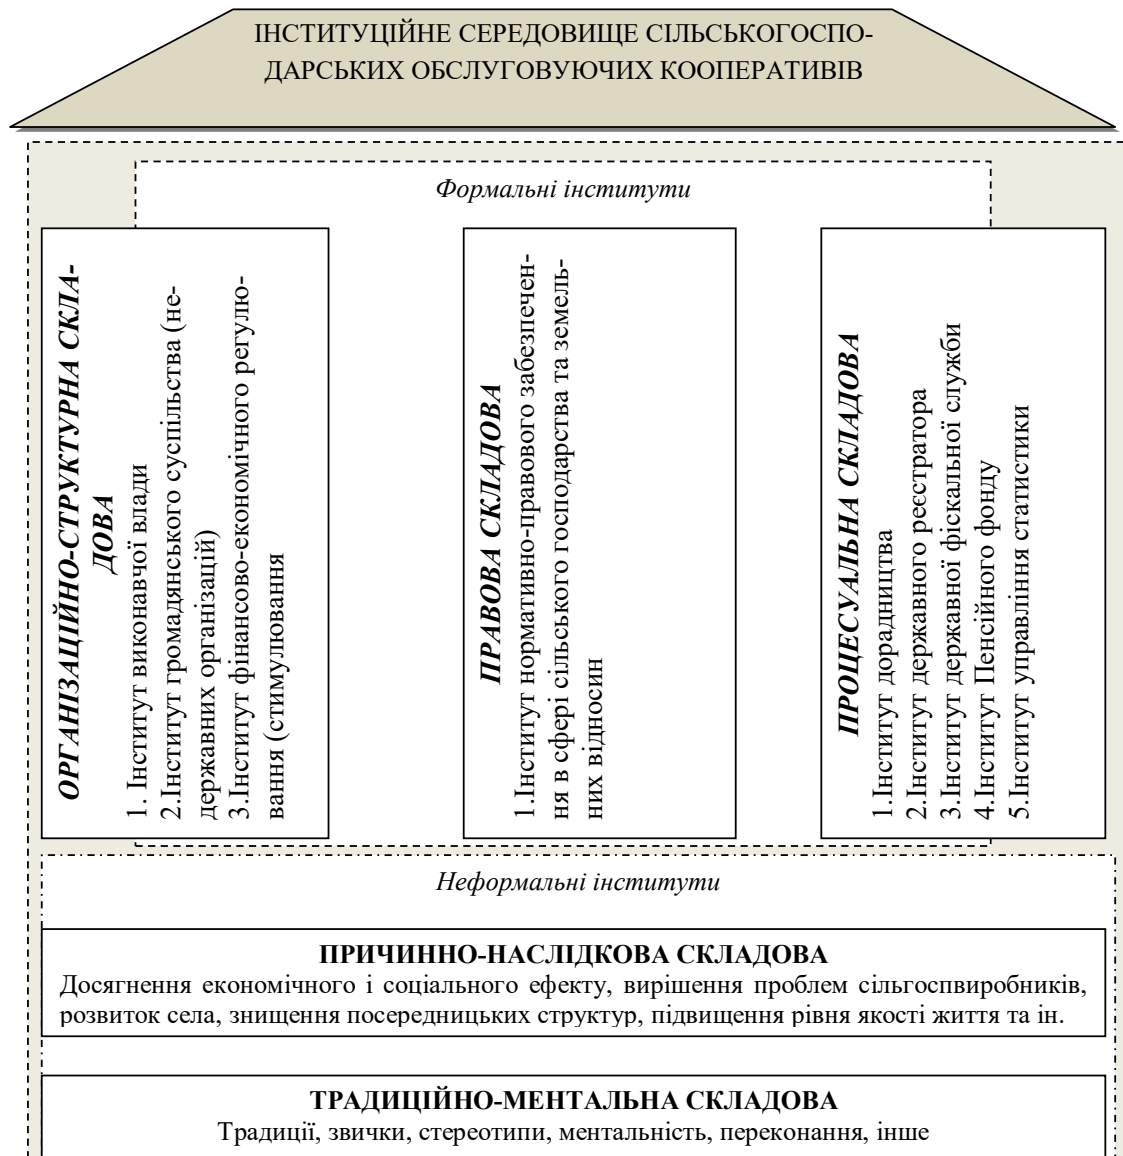 ІНСТИТУЦІЙНЕ СЕРЕДОВИЩЕ СІЛЬСЬКОГОСПО-
ДАРСЬКИХ ОБСЛУГОВУЮЧИХ КООПЕРАТИВІВ
Формальні інститути
ОРГАНІЗАЦІЙНО-СТРУКТУРНА СКЛА-
ДОВА
1. Інститут виконавчої влади
2.Інститут громадянського суспільства (не-
державних організацій)
3.Інститут фінансово-економічного регулю-
вання (стимулювання
ПРАВОВА СКЛАДОВА
1.Інститут нормативно-правового забезпечен-
ня в сфері сільського господарства та земель-
них відносин
ПРОЦЕСУАЛЬНА СКЛАДОВА
1.Інститут дорадництва
2.Інститут державного реєстратора
3.Інститут державної фіскальної служби
4.Інститут Пенсійного фонду
5.Інститут управління статистики
Неформальні інститути
ПРИЧИННО-НАСЛІДКОВА СКЛАДОВА
Досягнення економічного і соціального ефекту, вирішення проблем сільгоспвиробників,
розвиток села, знищення посередницьких структур, підвищення рівня якості життя та ін.
ТРАДИЦІЙНО-МЕНТАЛЬНА СКЛАДОВА
Традиції, звички, стереотипи, ментальність, переконання, інше